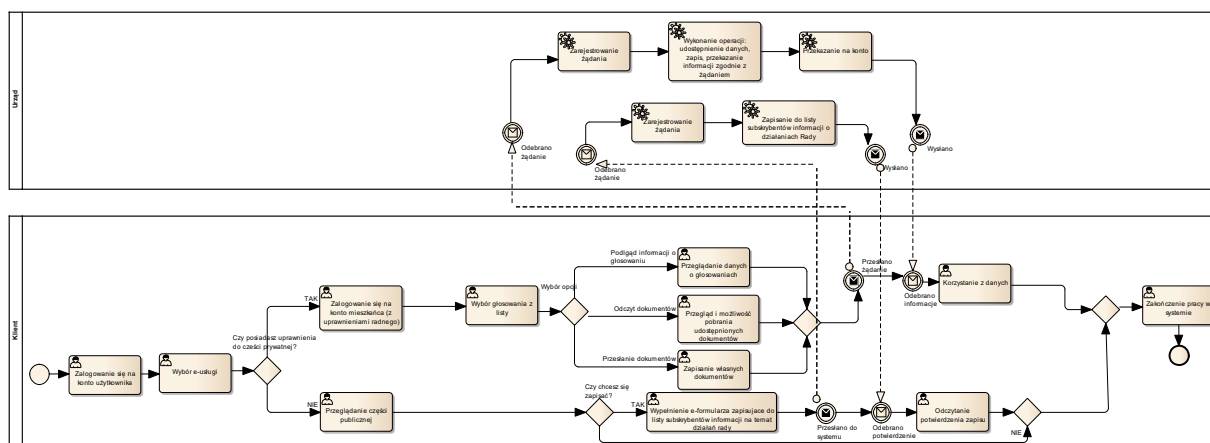 Urząd
Zarejestrowanie
żądania
Wykonanie operacji:
udostępnienie danych,
zapis, przekazanie
informacji zgodnie z
żądaniem
Przekazanie na konto
Odebrano
żądanie
Zarejestrowanie
żądania
Zapisanie do listy
subskrybentów informacji o
działaniach Rady
Odebrano
żądanie
Wysłano
Wysłano
Klient
Zalogowanie się na
konto użytkownika
Wybór e-usługi
Czy posiadasz uprawnienia
do cześci prywatnej?
TAK
Zalogowanie się na
konto mieszkańca (z
uprawnieniami radnego)
Wybór głosowania z
listy
Wybór opcji
Podlgąd informacji o
głosowaniu
Przeglądanie danych
o głosowaniach
Odczyt dokumentów
Przegląd i możliwość
pobrania
udostępnionych
dokumentów
Przesłanie dokumentów
Zapisanie własnych
dokumentów
Przesłano
żądanie
Odebrano
informacje
Korzystanie z danych
Zakończenie pracy w
systemie
NIE
Przeglądanie części
publicznej
Czy chcesz się
zapisać?
TAK
Wypełnienie e-formularza zapisujące do
listy subskrybentów informacji na temat
działań rady
Przesłano do
systemu
Odebrano
potwierdzenie
Odczytanie
potwierdzenia zapisu
NIE